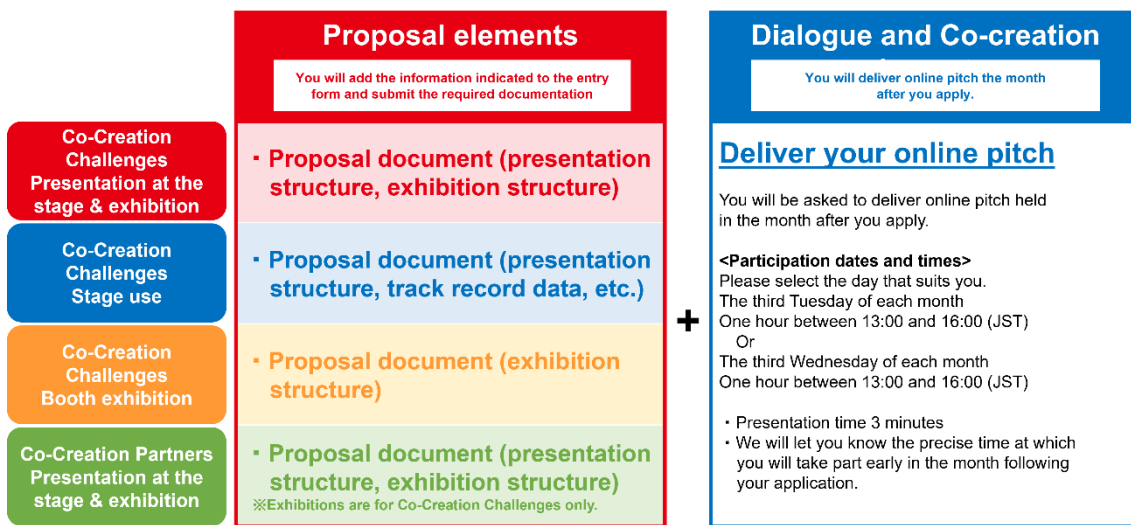 Proposal elements
You will add the information indicated to the entry
form and submit the required documentation
Dialogue and Co-creation
You will deliver online pitch the month
after you apply.
Co-Creation
Challenges
Presentation at the
stage & exhibition
・Proposal document (presentation
structure, exhibition structure)
Co-Creation
Challenges
Stage use
・Proposal document (presentation
structure, track record data, etc.)
Co-Creation
Challenges
Booth exhibition
・Proposal document (exhibition
structure)
Co-Creation Partners
Presentation at the
stage & exhibition
・Proposal document (presentation
structure, exhibition structure)
※Exhibitions are for Co-Creation Challenges only.
+
Deliver your online pitch
You will be asked to deliver online pitch held
in the month after you apply.
<Participation dates and times>
Please select the day that suits you.
The third Tuesday of each month
One hour between 13:00 and 16:00 (JST)
Or
The third Wednesday of each month
One hour between 13:00 and 16:00 (JST)
・Presentation time 3 minutes
・We will let you know the precise time at which
you will take part early in the month following
your application.